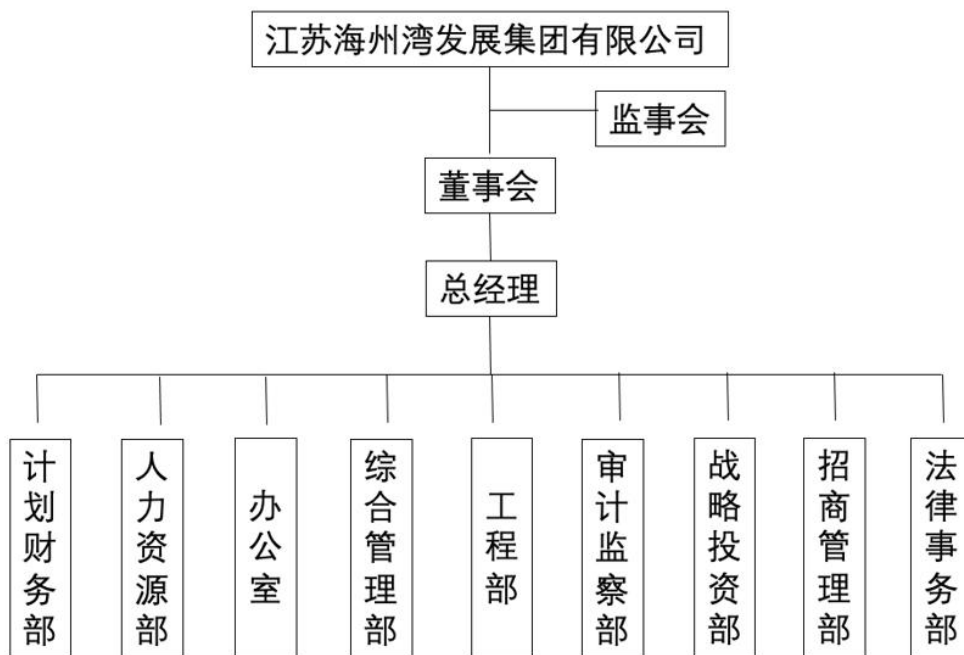 江苏海州湾发展集团有限公司
监事会
董事会
总经理
计划财务部
人力资源部
办公室
综合管理部
工程部
审计监察部
战略投资部
招商管理部
法律事务部